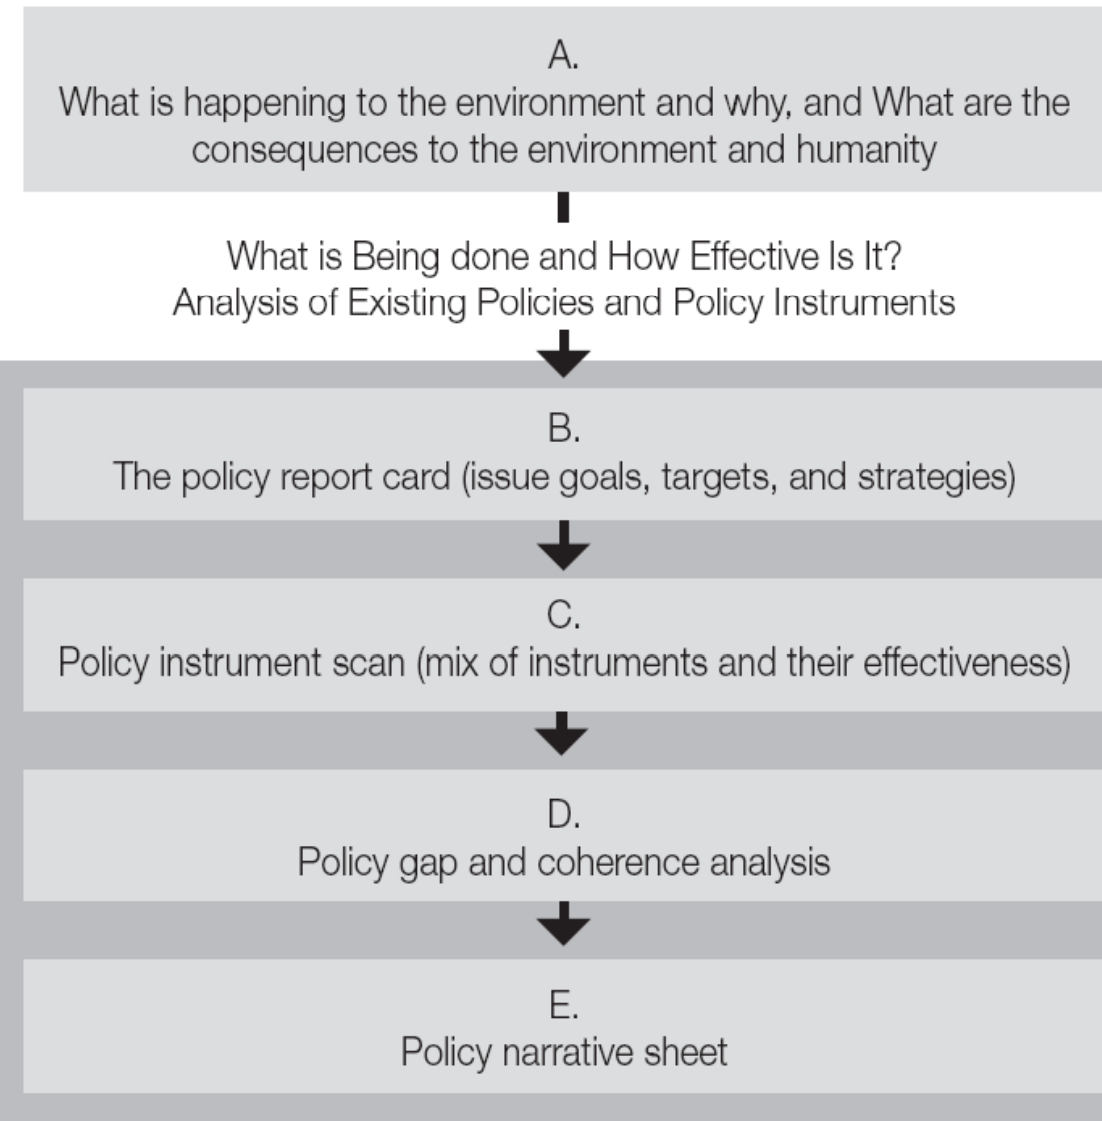 A.
What is happening to the environment and why, and What are the
consequences to the environment and humanity
What is Being done and How Effective Is It?
Analysis of Existing Policies and Policy Instruments
B.
The policy report card (issue goals, targets, and strategies)
C.
Policy instrument scan (mix of instruments and their effectiveness)
D.
Policy gap and coherence analysis
E.
Policy narrative sheet